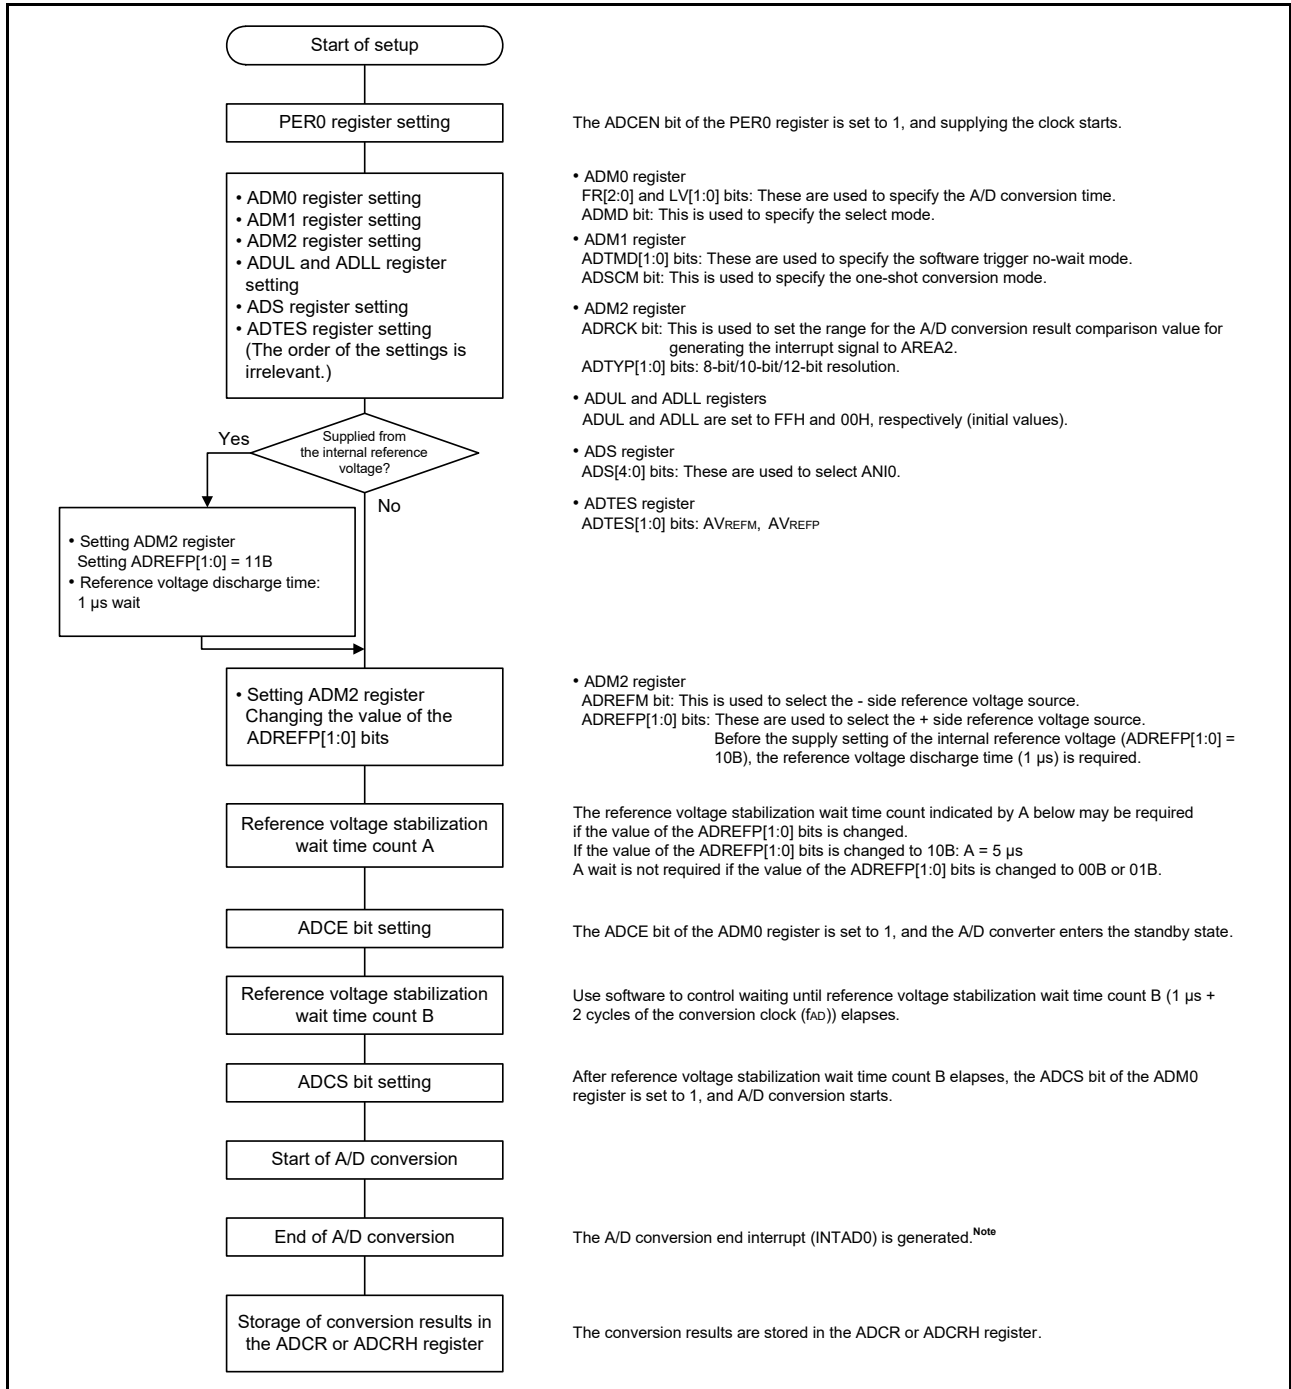 Start of setup
PER0 register setting
The ADCEN bit of the PER0 register is set to 1, and supplying the clock starts.
• ADM0 register setting
• ADM1 register setting
• ADM2 register setting
• ADUL and ADLL register
setting
• ADS register setting
• ADTES register setting
(The order of the settings is
irrelevant.)
• ADM0 register
FR[2:0] and LV[1:0] bits: These are used to specify the A/D conversion time.
ADMD bit: This is used to specify the select mode.
• ADM1 register
ADTMD[1:0] bits: These are used to specify the software trigger no-wait mode.
ADSCM bit: This is used to specify the one-shot conversion mode.
• ADM2 register
ADRCK bit: This is used to set the range for the A/D conversion result comparison value for
generating the interrupt signal to AREA2.
ADTYP[1:0] bits: 8-bit/10-bit/12-bit resolution.
• ADUL and ADLL registers
ADUL and ADLL are set to FFH and 00H, respectively (initial values).
• ADS register
ADS[4:0] bits: These are used to select ANI0.
• ADTES register
ADTES[1:0] bits: AVREFM, AVREFP
Supplied from
the internal reference
voltage?
Yes
No
• Setting ADM2 register
Setting ADREFP[1:0] = 11B
• Reference voltage discharge time:
1 µs wait
• Setting ADM2 register
Changing the value of the
ADREFP[1:0] bits
• ADM2 register
ADREFM bit: This is used to select the - side reference voltage source.
ADREFP[1:0] bits: These are used to select the + side reference voltage source.
Before the supply setting of the internal reference voltage (ADREFP[1:0] =
10B), the reference voltage discharge time (1 µs) is required.
Reference voltage stabilization
wait time count A
The reference voltage stabilization wait time count indicated by A below may be required
if the value of the ADREFP[1:0] bits is changed.
If the value of the ADREFP[1:0] bits is changed to 10B: A = 5 µs
A wait is not required if the value of the ADREFP[1:0] bits is changed to 00B or 01B.
ADCE bit setting
The ADCE bit of the ADM0 register is set to 1, and the A/D converter enters the standby state.
Reference voltage stabilization
wait time count B
Use software to control waiting until reference voltage stabilization wait time count B (1 µs +
2 cycles of the conversion clock (fAD)) elapses.
ADCS bit setting
After reference voltage stabilization wait time count B elapses, the ADCS bit of the ADM0
register is set to 1, and A/D conversion starts.
Start of A/D conversion
End of A/D conversion
The A/D conversion end interrupt (INTAD0) is generated.Note
Storage of conversion results in
the ADCR or ADCRH register
The conversion results are stored in the ADCR or ADCRH register.